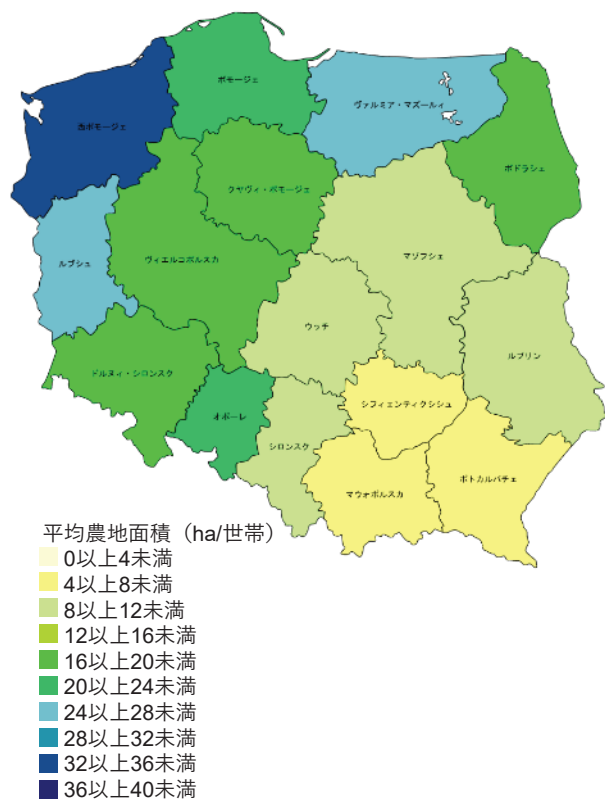 ポモージェ
ヴァルミア・マズールィ
西ポモージェ
ポドラシェ
クヤヴィ・ポモージェ
マゾフシェ
ルブシュ
ヴィエルコポルスカ
ウッチ
ルブリン
ドルヌィ・シロンスク
オポーレ
シフィェンティクシシュ
シロンスク
マウォポルスカ
ポトカルパチェ
平均農地面積（ha/世帯）
0以上4未満
4以上8未満
8以上12未満
12以上16未満
16以上20未満
20以上24未満
24以上28未満
28以上32未満
32以上36未満
36以上40未満